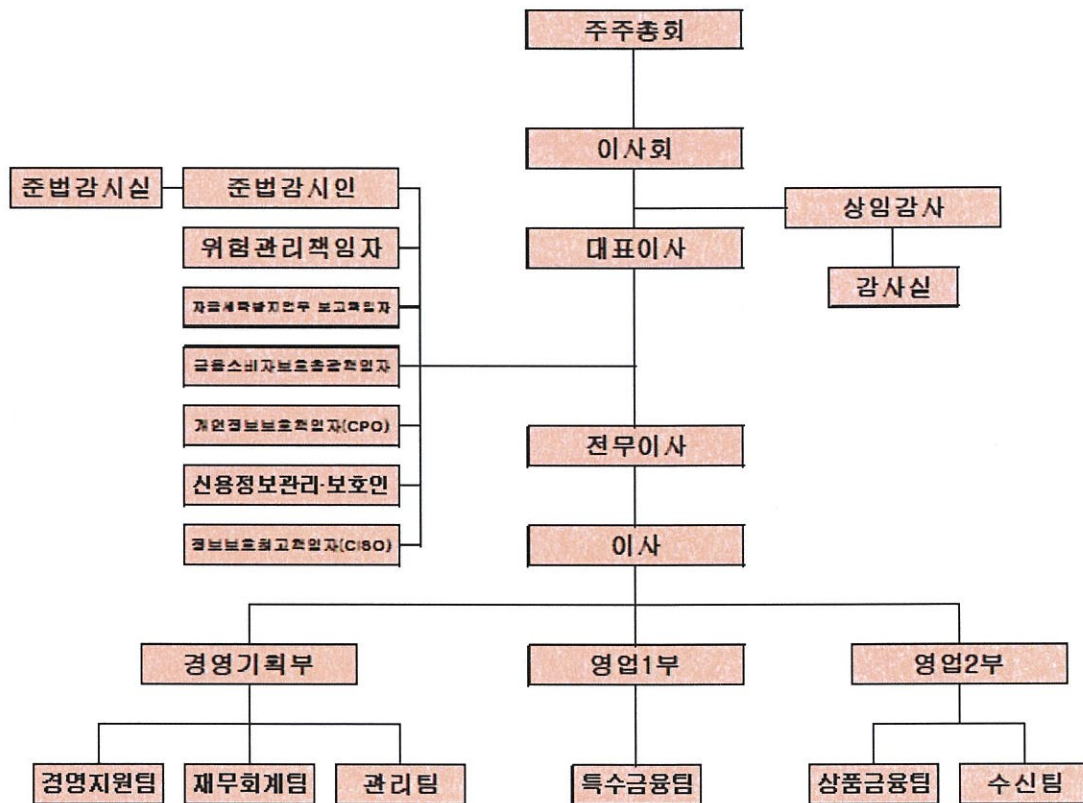 주주총회
이사회
준법감시실
준법감시인
상임감사
위험관리책임자
대표이사
감사실
자금세탁방지업무 보고책임자
금융소비자보호총괄책임자
개인정보보호책임자(CPO)
전무이사
신용정보관리·보호인
정보보호최고책임자(CISO)
이사
경영기획부
영업1부
영업2부
경영지원팀
재무회계팀
관리팀
특수금융팀
상품금융팀
수신팀